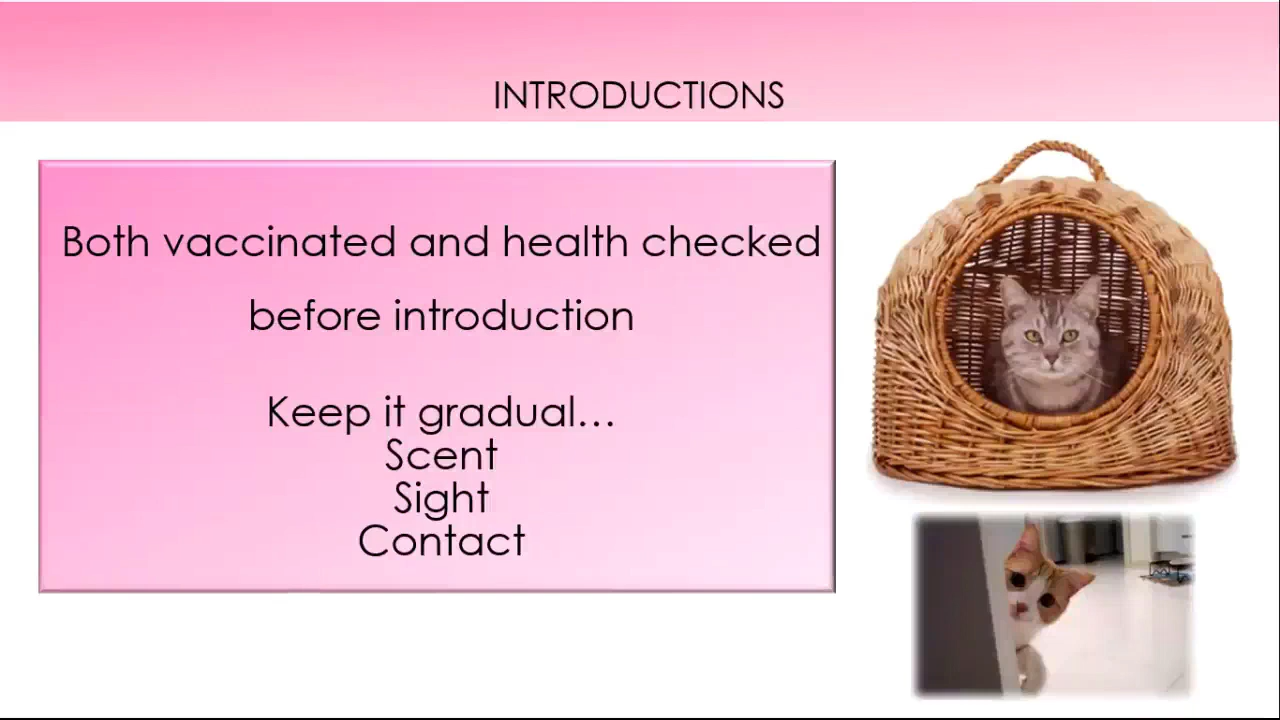 INTRODUCTIONS
Both vaccinated and health checked
before introduction
Keep it gradual…
Scent
Sight
Contact